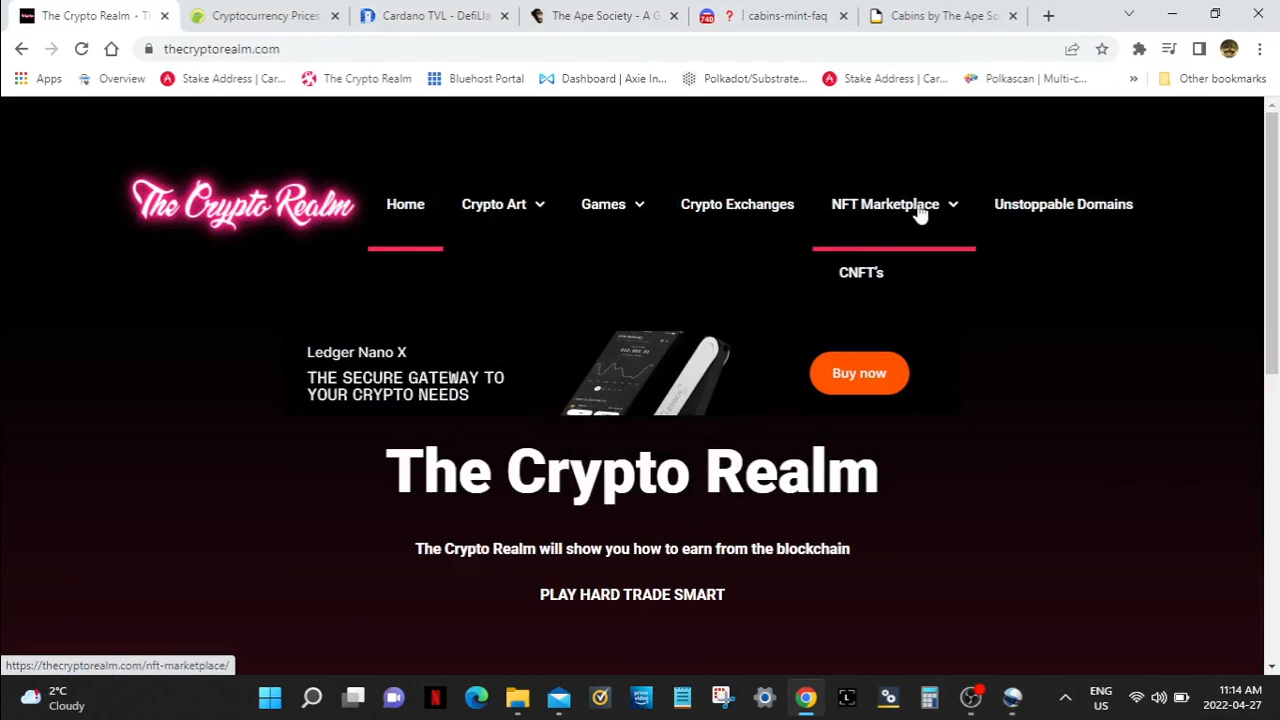 The Crypto Realm - T
Cryptocurrency Prices,
Cardano TVL - DefiLla
The Ape Society - A G
740
cabins-mint-faq
Cabins by The Ape So
thecryptorealm.com
Apps
Overview
Stake Address | Car...
The Crypto Realm
Bluehost Portal
Dashboard | Axie In...
Polkadot/Substrate...
Stake Address | Car...
Polkascan | Multi-c...
Other bookmarks
The Crypto Realm
Home
Crypto Art
Games
Crypto Exchanges
NFT Marketplace
Unstoppable Domains
CNFT's
Ledger Nano X
THE SECURE GATEWAY TO
YOUR CRYPTO NEEDS
Buy now
The Crypto Realm
The Crypto Realm will show you how to earn from the blockchain
PLAY HARD TRADE SMART
https://thecryptorealm.com/nft-marketplace/
2°C
Cloudy
ENG
US
11:14 AM
2022-04-27